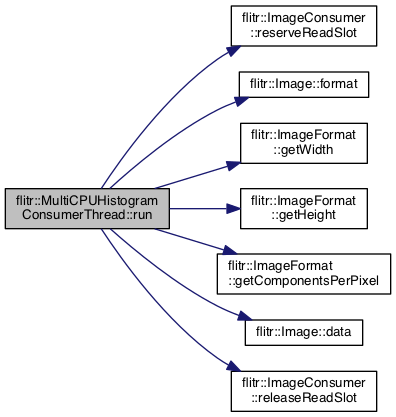 flitr::ImageConsumer
::reserveReadSlot
flitr::Image::format
flitr::ImageFormat
::getWidth
flitr::MultiCPUHistogram
ConsumerThread::run
flitr::ImageFormat
::getHeight
flitr::ImageFormat
::getComponentsPerPixel
flitr::Image::data
flitr::ImageConsumer
::releaseReadSlot